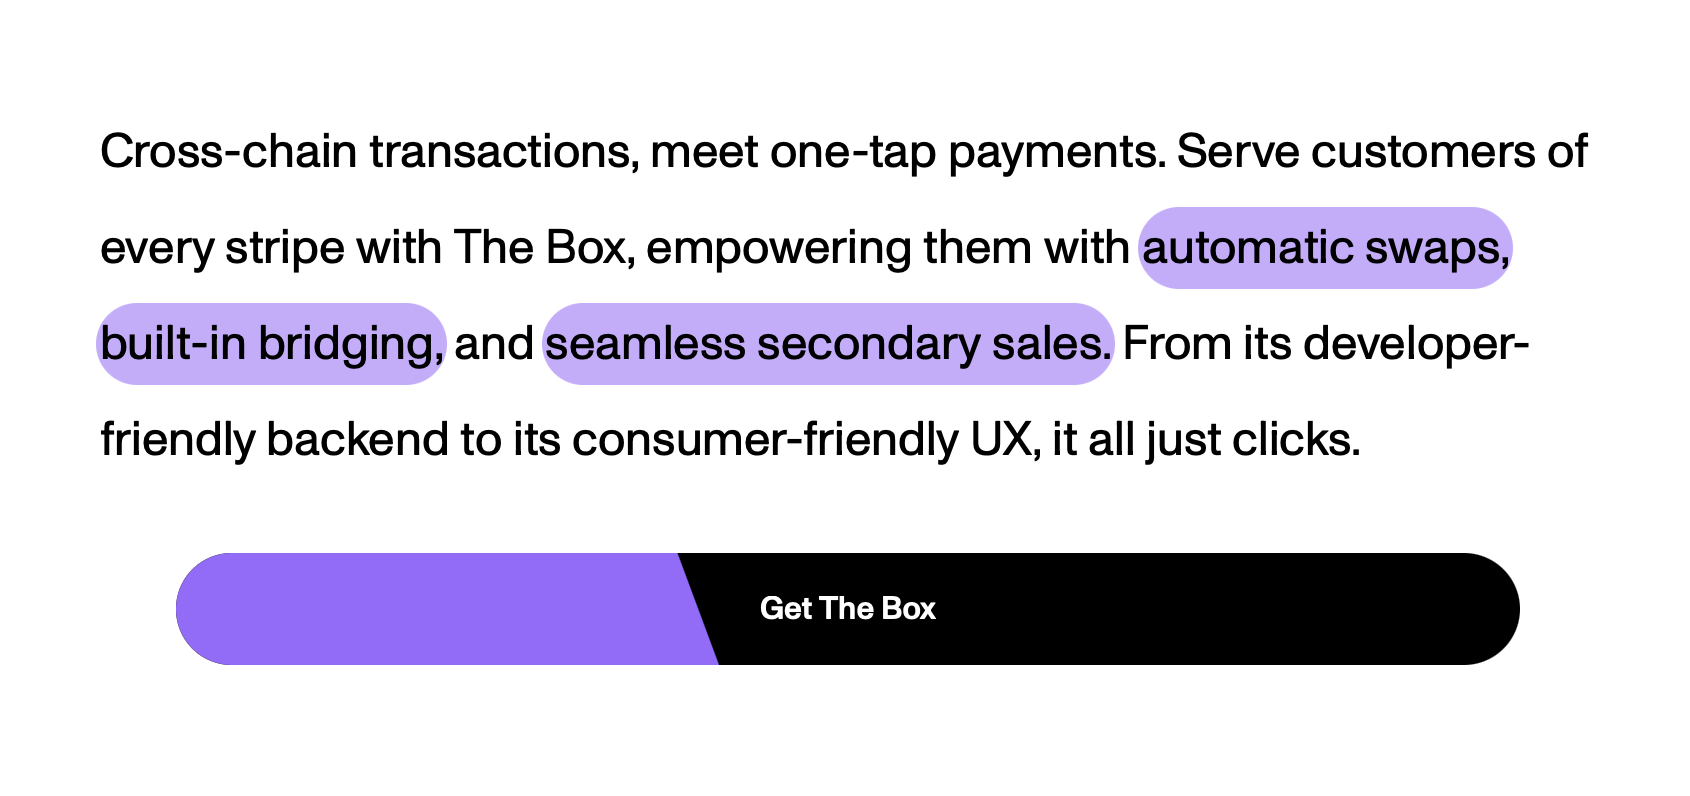 Cross-chain transactions, meet one-tap payments. Serve customers of
every stripe with The Box, empowering them with automatic swaps,
built-in bridging, and seamless secondary sales. From its developer-
friendly backend to its consumer-friendly UX, it all just clicks.
Get The Box